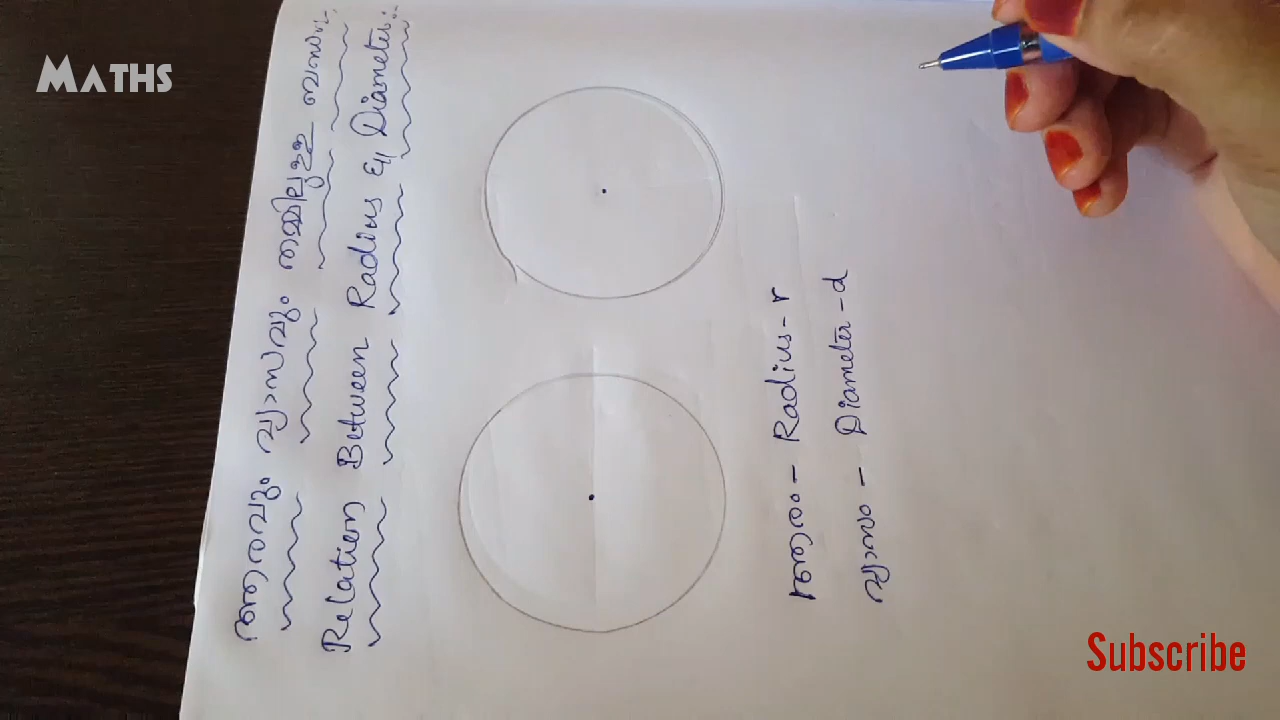 MATHS
ആരവും വ്യാസവും തമ്മിലുള്ള ബന്ധം:
Relation Between Radius & Diameter:
ആരം - Radius - r
വ്യാസം - Diameter - d
Subscribe